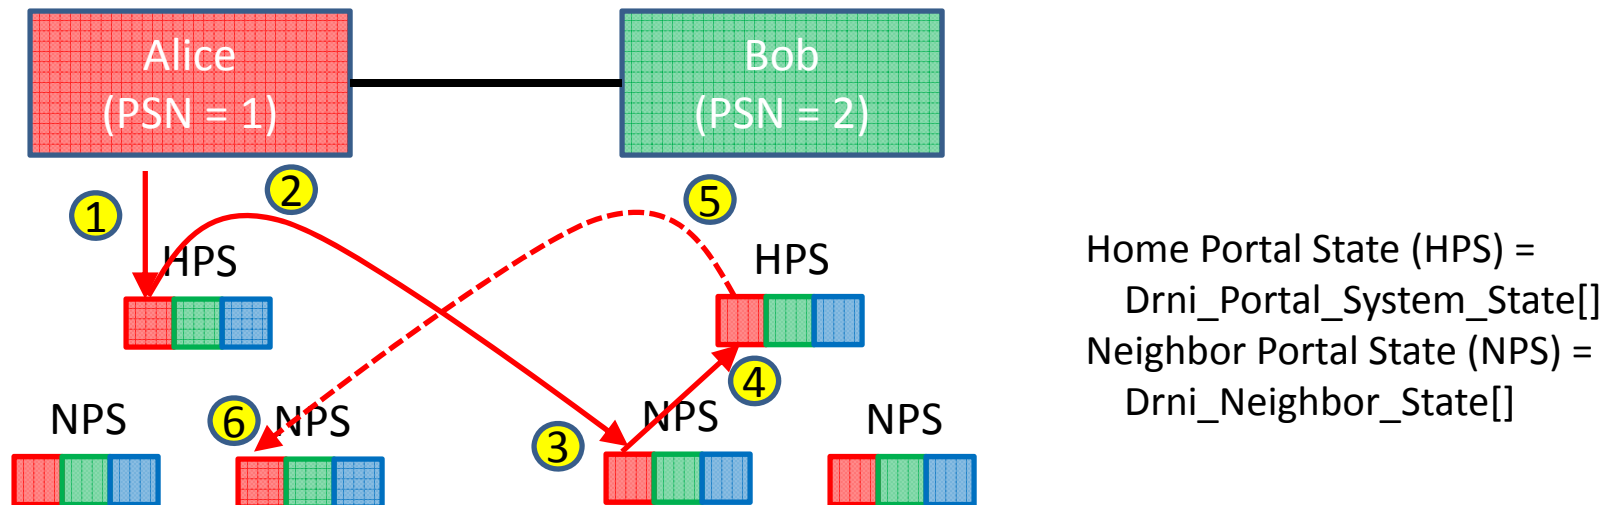 Alice
(PSN = 1)
Bob
(PSN = 2)
1
2
5
HPS
HPS
Home Portal State (HPS) =
Drni_Portal_System_State[]
Neighbor Portal State (NPS) =
Drni_Neighbor_State[]
4
NPS
6
NPS
3
NPS
NPS